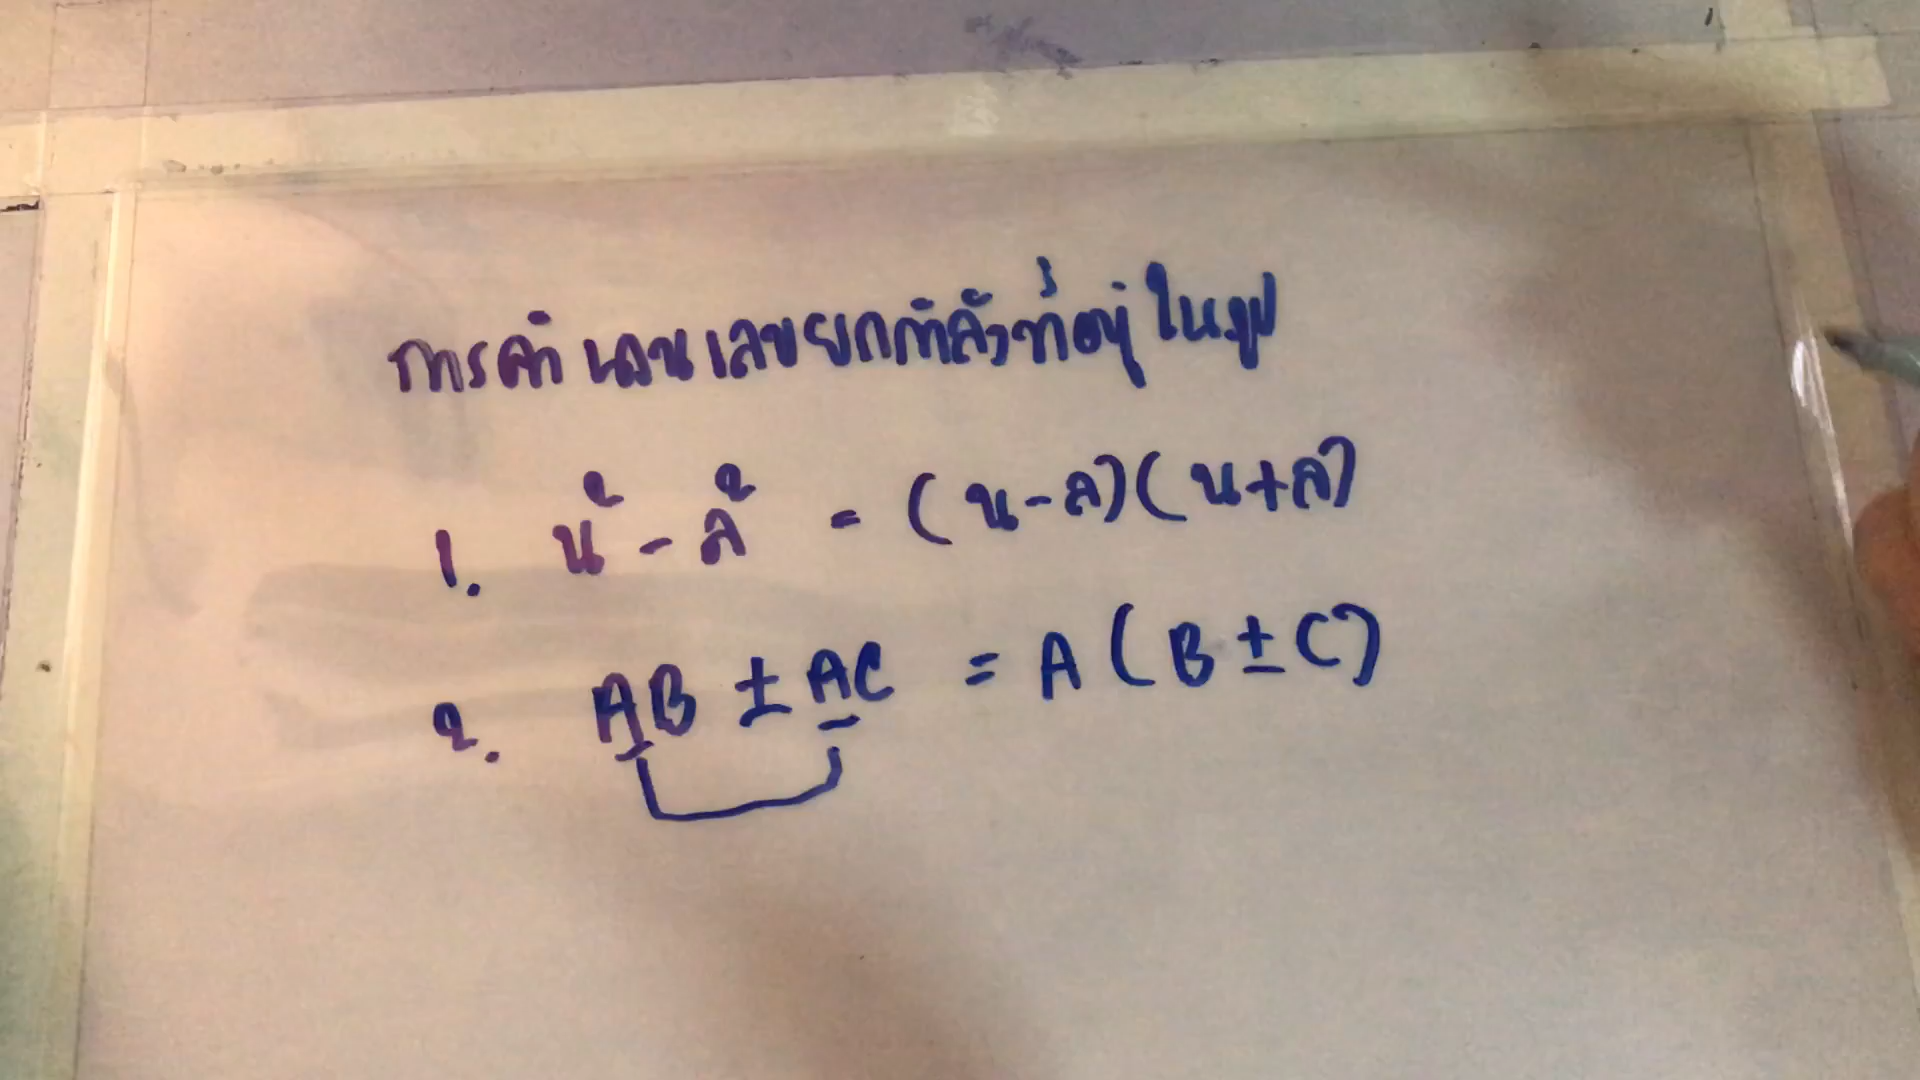 การคำนวนเลขยกกำลังที่อยู่ในรูป
1. น² - ล² = (น-ล)(น+ล)
2. AB ± AC = A(B±C)